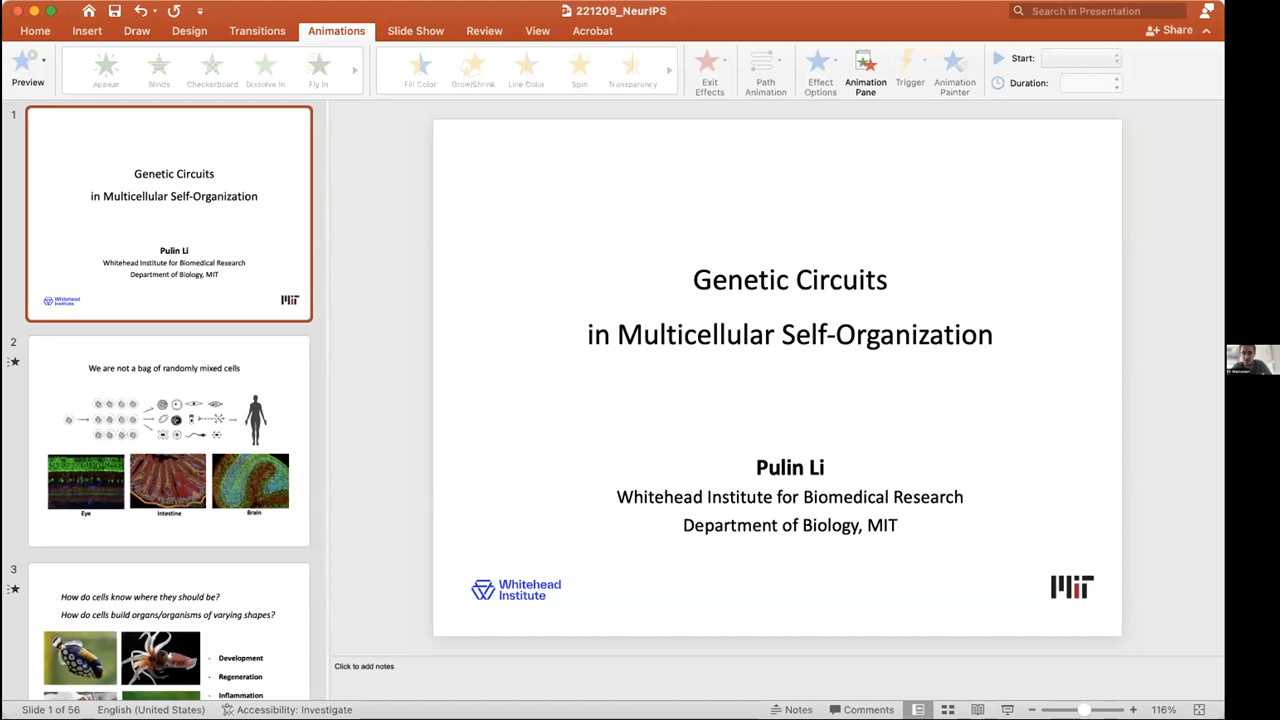 221209_NeurIPS
Search in Presentation
Home Insert Draw Design Transitions Animations Slide Show Review View Acrobat
Share
Preview
Appear Blinds Checkerboard Dissolve In Fly In
Fill Color Grow/Shrink Line Color Spin Transparency
Exit Effects
Path Animation
Effect Options
Animation Pane
Trigger
Animation Painter
Start:
Duration:
1
Genetic Circuits
in Multicellular Self-Organization
Pulin Li
Whitehead Institute for Biomedical Research
Department of Biology, MIT
Whitehead Institute
MIT
2
We are not a bag of randomly mixed cells
Eye Intestine Brain
3
How do cells know where they should be?
How do cells build organs/organisms of varying shapes?
- Development
- Regeneration
- Inflammation
Genetic Circuits
in Multicellular Self-Organization
Pulin Li
Whitehead Institute for Biomedical Research
Department of Biology, MIT
Whitehead
Institute
MIT
Click to add notes
Slide 1 of 56 English (United States) Accessibility: Investigate
Notes Comments 116%